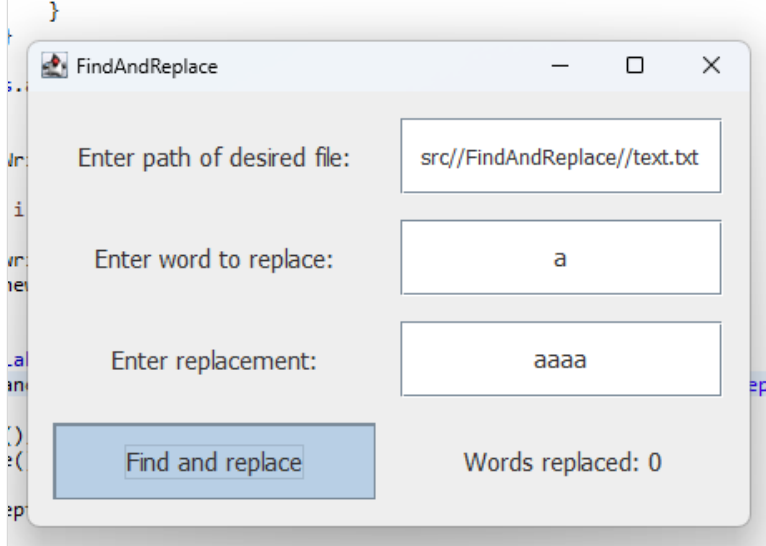 }
FindAndReplace
Enter path of desired file:
src//FindAndReplace//text.txt
Enter word to replace:
a
Enter replacement:
aaaa
Find and replace
Words replaced: 0